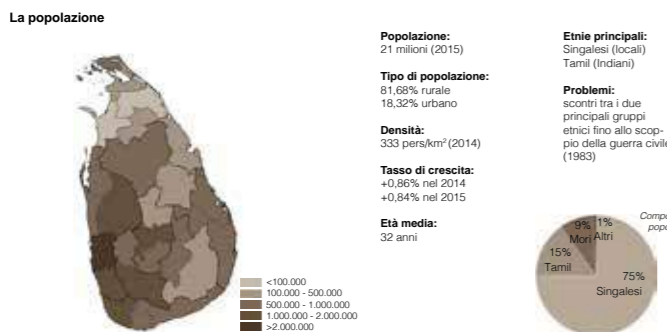 La popolazione
Popolazione:
21 milioni (2015)
Tipo di popolazione:
81,68% rurale
18,32% urbano
Densità:
333 pers/km² (2014)
Tasso di crescita:
+0,86% nel 2014
+0,84% nel 2015
Età media:
32 anni
Etnie principali:
Singalesi (locali)
Tamil (Indiani)
Problemi:
scontri tra i due
principali gruppi
etnici fino allo scop-
pio della guerra civile
(1983)
<100.000
100.000 - 500.000
500.000 - 1.000.000
1.000.000 - 2.000.000
>2.000.000
9%
Mori
1%
Altri
15%
Tamil
75%
Singalesi